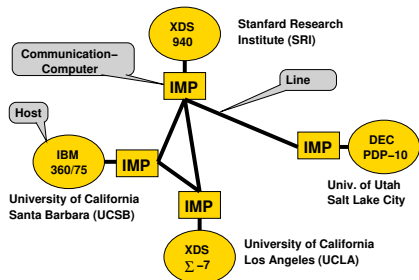 XDS
940
Stanfard Research
Institute (SRI)
Communication−
Computer
IMP
Line
Host
IBM
360/75
IMP
IMP
DEC
PDP−10
University of California
Santa Barbara (UCSB)
IMP
Univ. of Utah
Salt Lake City
XDS
Σ −7
University of California
Los Angeles (UCLA)